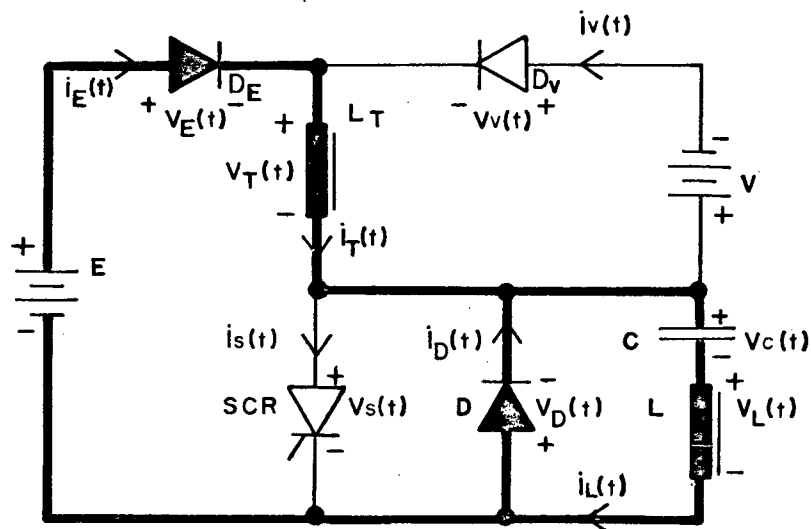 iV(t)
iE(t)
DE
DV
+ VE(t) -
LT
- Vv(t) +
+
VT(t)
-
-
V
+
iT(t)
+
E
-
is(t)
iD(t)
C
+
Vc(t)
-
+
SCR
Vs(t)
-
D
-
VD(t)
+
L
+
VL(t)
-
iL(t)